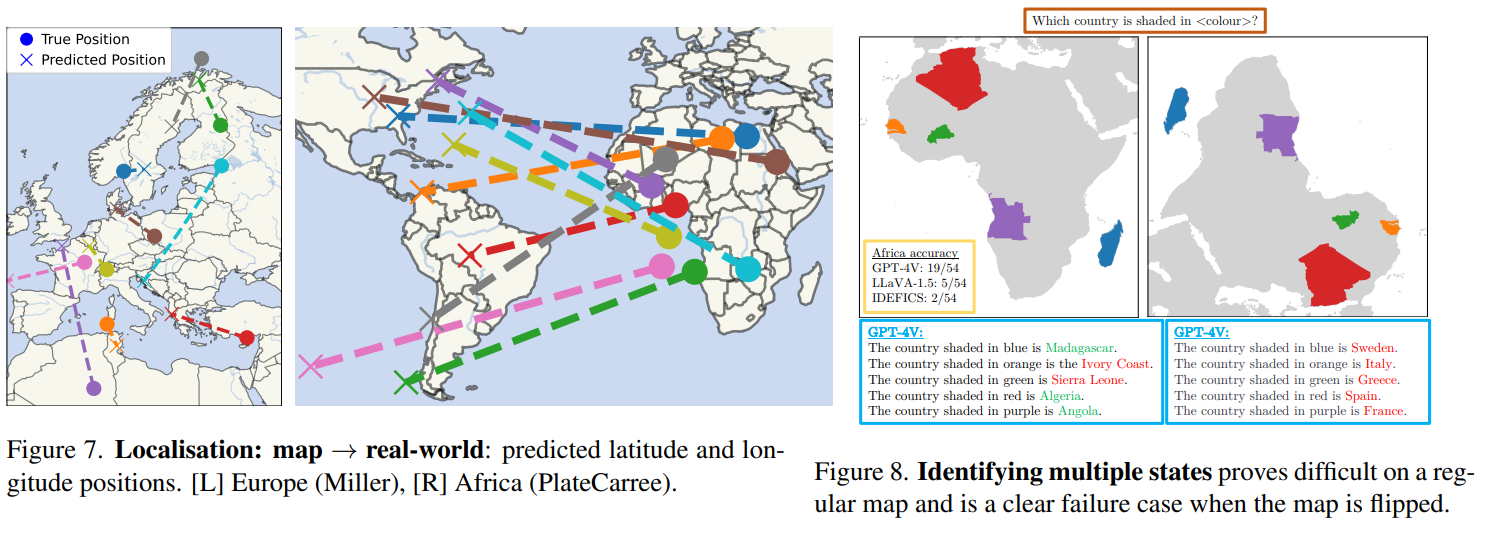 True Position
Predicted Position
Figure 7. Localisation: map → real-world: predicted latitude and lon-
gitude positions. [L] Europe (Miller), [R] Africa (PlateCarree).
Which country is shaded in <colour>?
Africa accuracy
GPT-4V: 19/54
LLaVA-1.5: 5/54
IDEFICS: 2/54
GPT-4V:
The country shaded in blue is Madagascar.
The country shaded in orange is the Ivory Coast.
The country shaded in green is Sierra Leone.
The country shaded in red is Algeria.
The country shaded in purple is Angola.
GPT-4V:
The country shaded in blue is Sweden.
The country shaded in orange is Italy.
The country shaded in green is Greece.
The country shaded in red is Spain.
The country shaded in purple is France.
Figure 8. Identifying multiple states proves difficult on a reg-
ular map and is a clear failure case when the map is flipped.